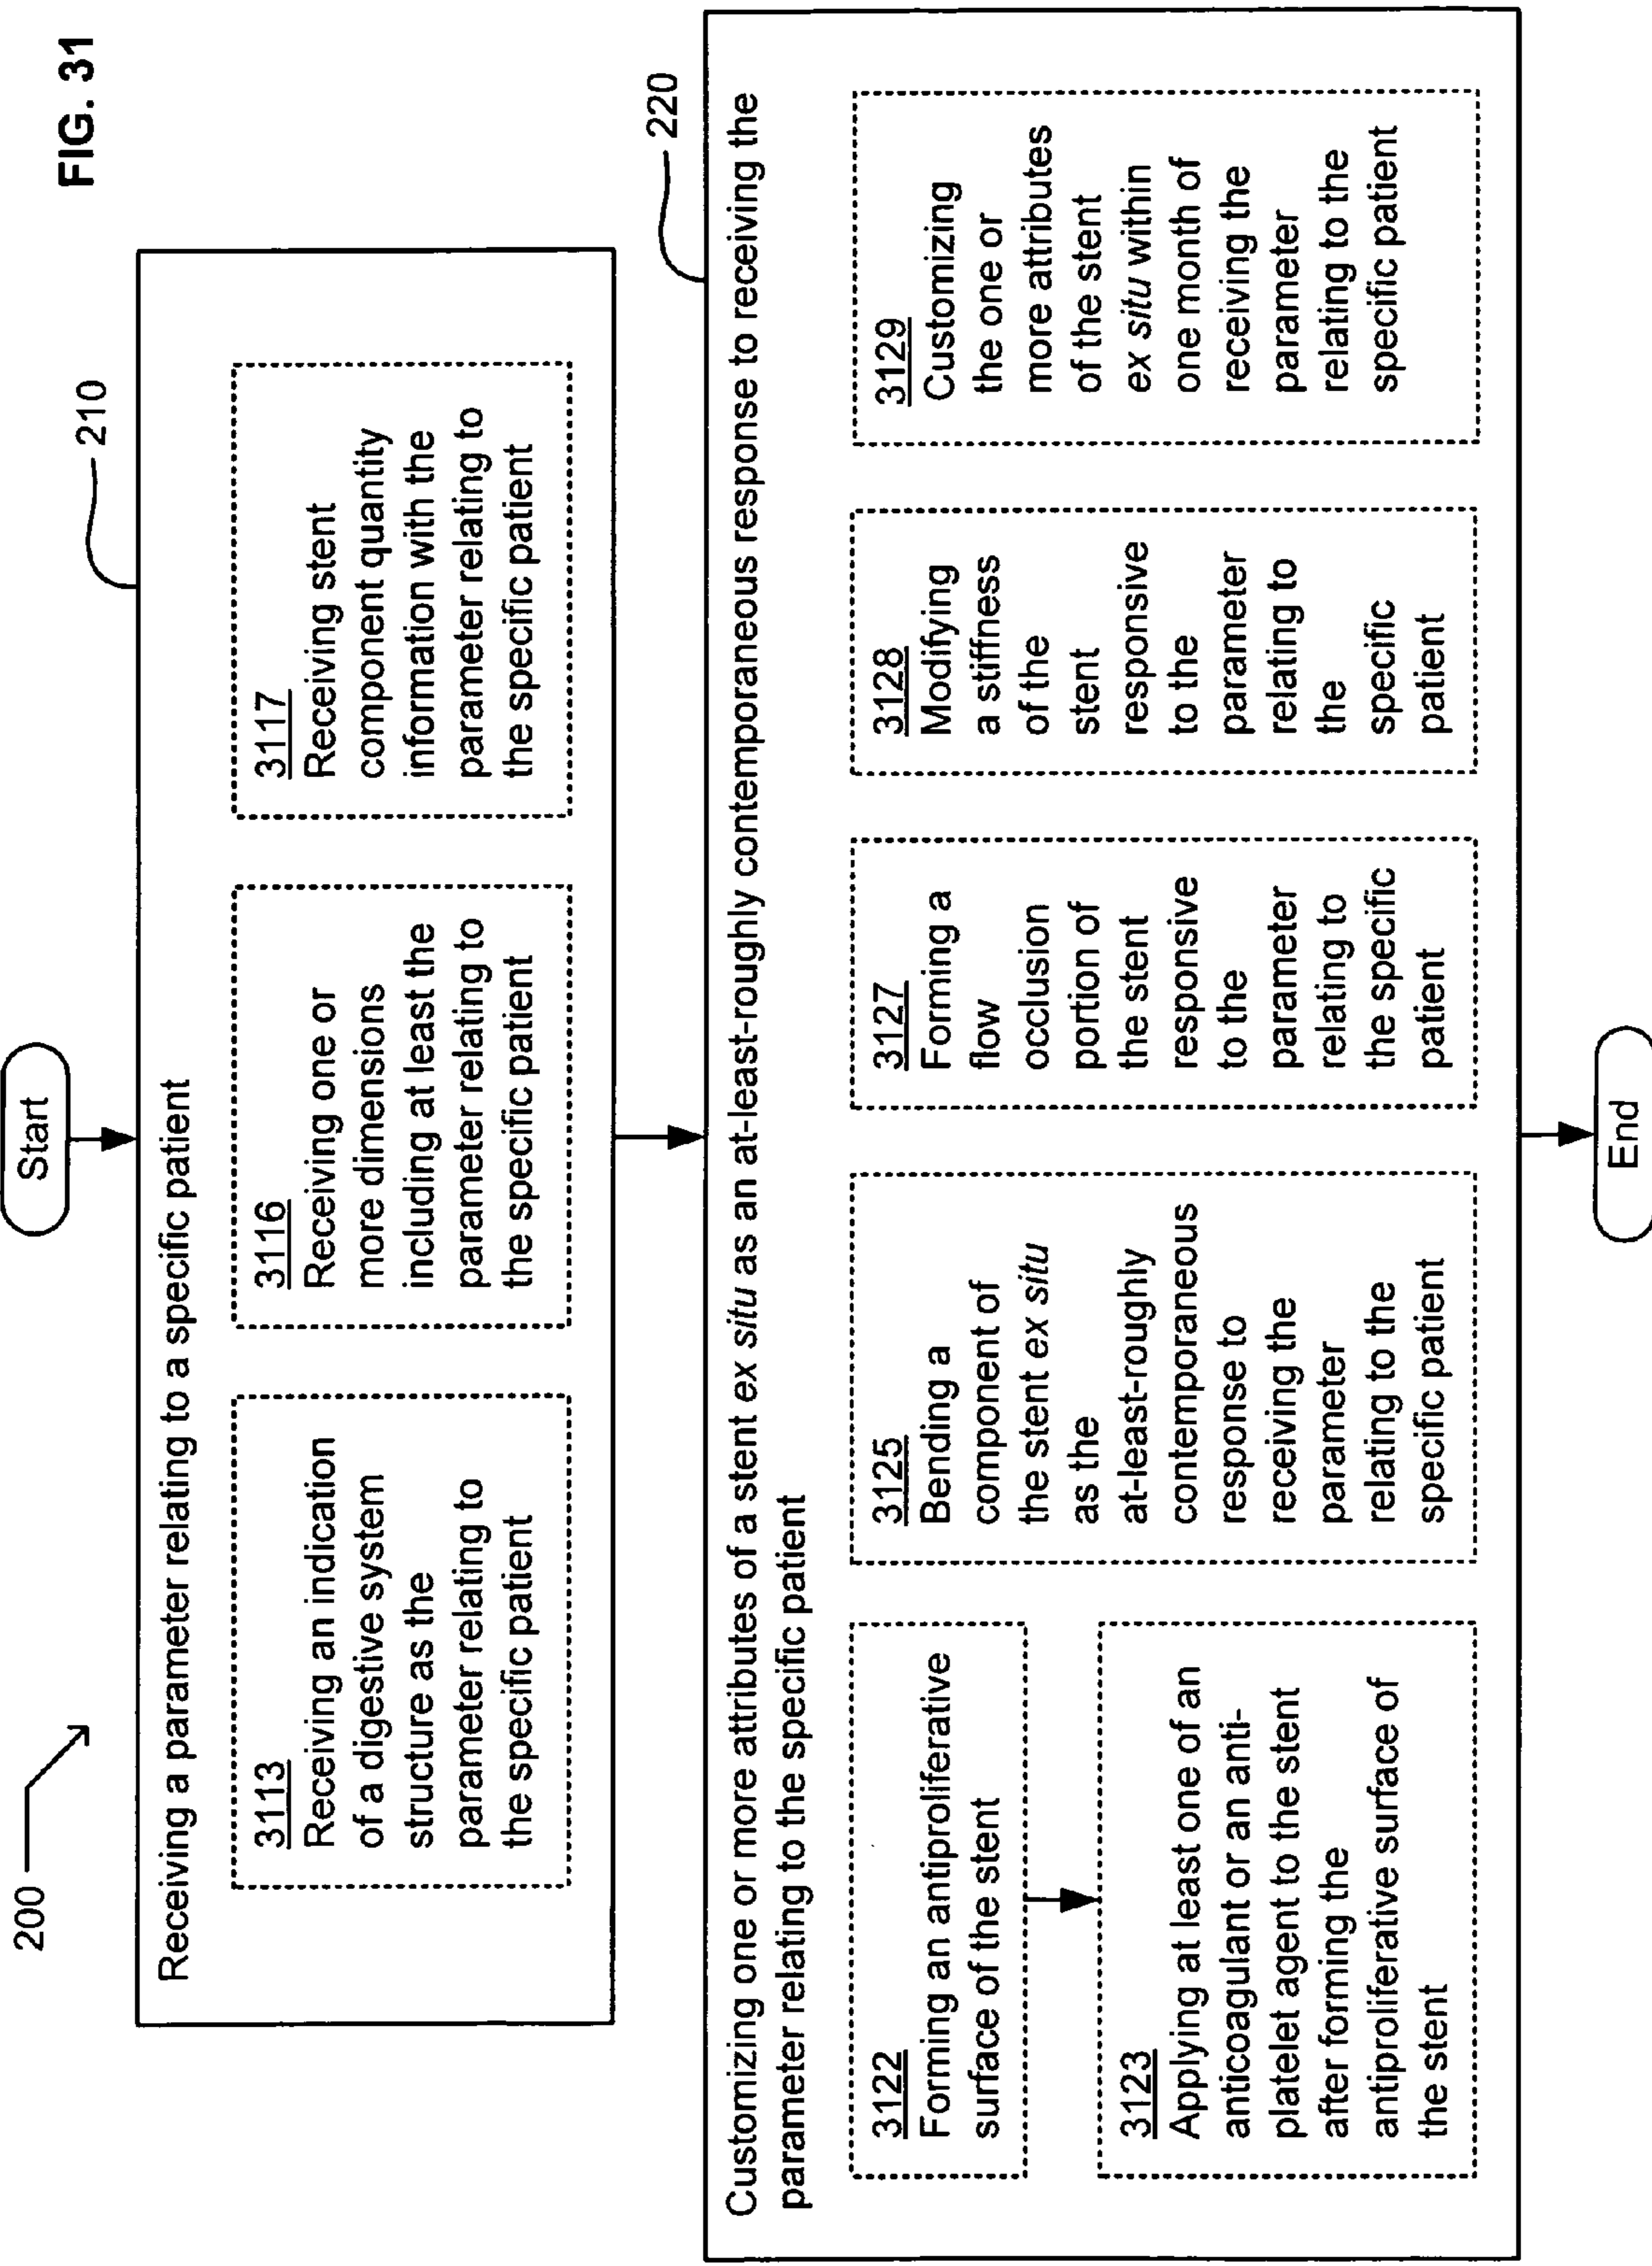 FIG. 31
200
Start
210
Receiving a parameter relating to a specific patient
3113
Receiving an indication
of a digestive system
structure as the
parameter relating to
the specific patient
3116
Receiving one or
more dimensions
including at least the
parameter relating to
the specific patient
3117
Receiving stent
component quantity
information with the
parameter relating to
the specific patient
220
Customizing one or more attributes of a stent ex situ as an at-least-roughly contemporaneous response to receiving the
parameter relating to the specific patient
3122
Forming an antiproliferative
surface of the stent
3123
Applying at least one of an
anticoagulant or an anti-
platelet agent to the stent
after forming the
antiproliferative surface of
the stent
3125
Bending a
component of
the stent ex situ
as the
at-least-roughly
contemporaneous
response to
receiving the
parameter
relating to the
specific patient
3127
Forming a
flow
occlusion
portion of
the stent
responsive
to the
parameter
relating to
the specific
patient
3128
Modifying
a stiffness
of the
stent
responsive
to the
parameter
relating to
the
specific
patient
3129
Customizing
the one or
more attributes
of the stent
ex situ within
one month of
receiving the
parameter
relating to the
specific patient
End